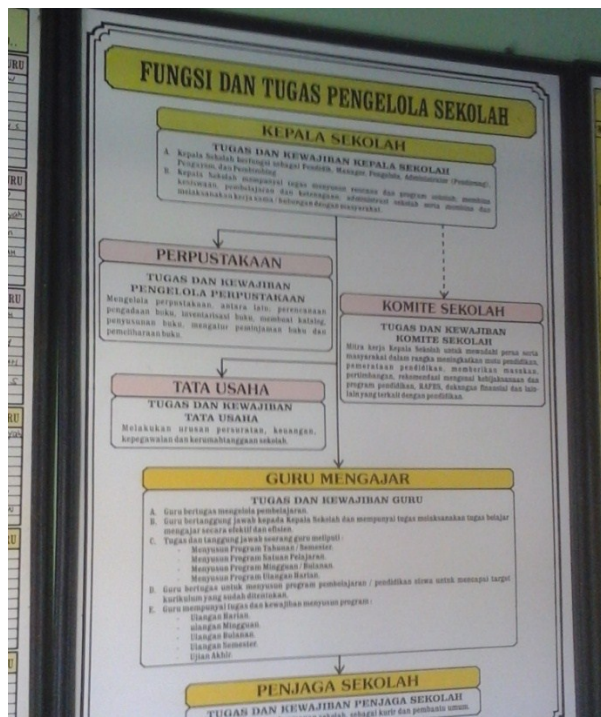 FUNGSI DAN TUGAS PENGELOLA SEKOLAH
KEPALA SEKOLAH
TUGAS DAN KEWAJIBAN KEPALA SEKOLAH
A. Kepala Sekolah berfungsi sebagai Pendidik, Manager, Pengelola, Administrator (Penyelia),
Pengayom, dan Pembimbing
B. Kepala Sekolah mempunyai tugas menyusun rencana dan program sekolah, membina
kesiswaan, pembelajaran dan ketenagaan, administrasi sekolah serta membina dan
melaksanakan kerja sama / hubungan dengan masyarakat.
PERPUSTAKAAN
TUGAS DAN KEWAJIBAN
PENGELOLA PERPUSTAKAAN
Mengelola perpustakaan, antara lain, perencanaan
pengadaan buku, inventarisasi buku, membuat katalog,
penyusunan buku, mengatur peminjaman buku dan
pemeliharaan buku.
KOMITE SEKOLAH
TUGAS DAN KEWAJIBAN
KOMITE SEKOLAH
Mitra kerja Kepala Sekolah untuk mewadahi peran serta
masyarakat dalam rangka meningkatkan mutu pendidikan,
pemerataan pendidikan, memberikan masukan,
pertimbangan, rekomendasi mengenai kebijaksanaan dan
program pendidikan, RAPBS, dukungan finansial dan lain-
lain yang terkait dengan pendidikan.
TATA USAHA
TUGAS DAN KEWAJIBAN
TATA USAHA
Melakukan urusan persuratan, keuangan,
kepegawaian dan kerumahtanggaan sekolah.
GURU MENGAJAR
TUGAS DAN KEWAJIBAN GURU
A. Guru bertugas mengelola pembelajaran.
B. Guru bertanggung jawab kepada Kepala Sekolah dan mempunyai tugas melaksanakan tugas belajar
mengajar secara efektif dan efisien.
C. Tugas dan tanggung jawab seorang guru meliputi :
- Menyusun Program Tahunan / Semester.
- Menyusun Program Satuan Pelajaran.
- Menyusun Program Mingguan / Bulanan.
- Menyusun Program Ulangan Harian.
D. Guru bertugas untuk menyusun program pembelajaran / pendidikan siswa untuk mencapai target
kurikulum yang sudah ditentukan.
E. Guru mempunyai tugas dan kewajiban menyusun program :
- Ulangan Harian.
- ulangan Mingguan.
- Ulangan Bulanan.
- Ulangan Semester.
- Ujian Akhir.
PENJAGA SEKOLAH
TUGAS DAN KEWAJIBAN PENJAGA SEKOLAH
sekolah, sebagai kurir dan pembantu umum.